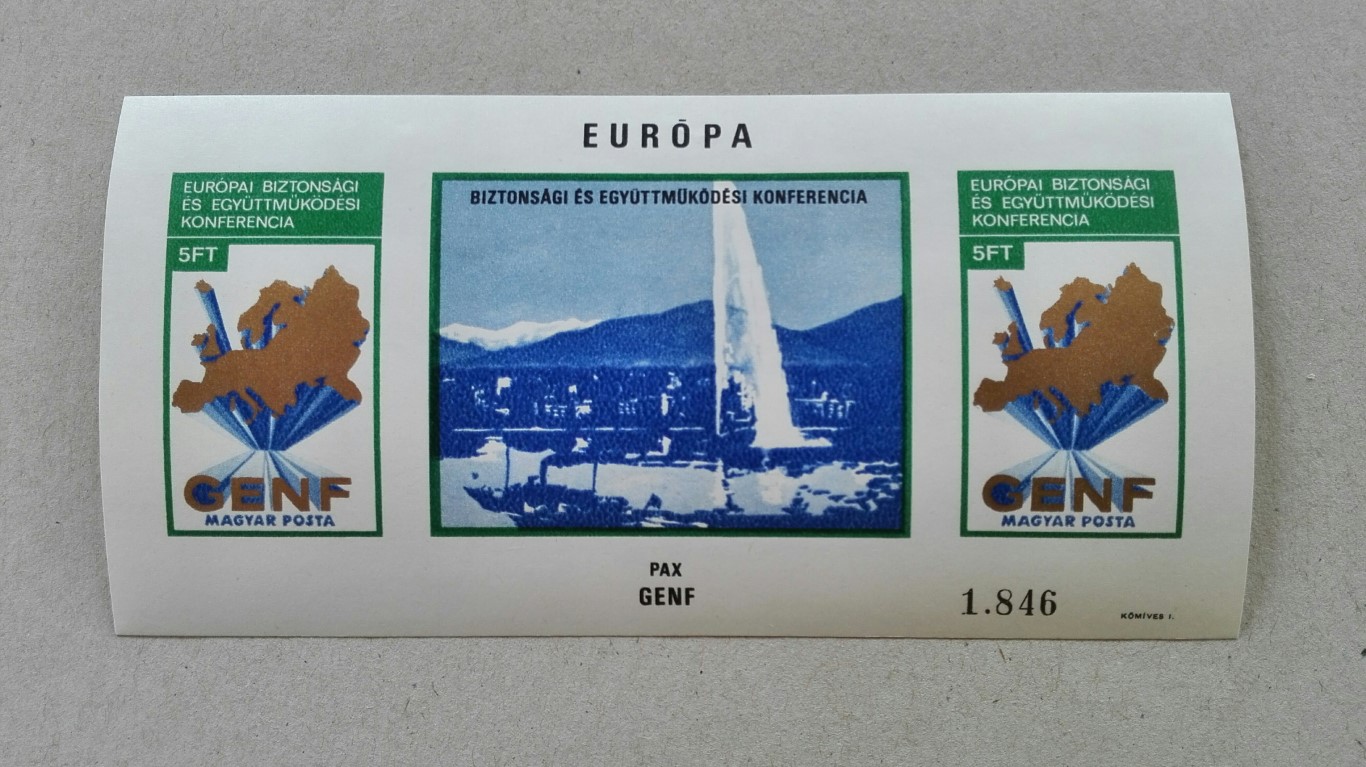 EURÓPA
EURÓPAI BIZTONSÁGI
ÉS EGYÜTTMŰKÖDÉSI
KONFERENCIA
5FT
GENF
MAGYAR POSTA
BIZTONSÁGI ÉS EGYÜTTMŰKÖDÉSI KONFERENCIA
EURÓPAI BIZTONSÁGI
ÉS EGYÜTTMŰKÖDÉSI
KONFERENCIA
5FT
GENF
MAGYAR POSTA
PAX
GENF
1.846
KŐMÍVES I.